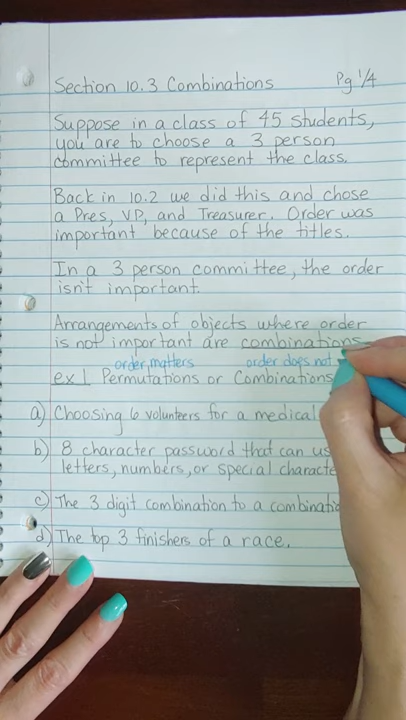 Section 10.3 Combinations Pg 1/4
Suppose in a class of 45 students,
you are to choose a 3 person
committee to represent the class.
Back in 10.2 we did this and chose
a Pres, VP, and Treasurer. Order was
important because of the titles.
In a 3 person committee, the order
isn't important.
Arrangements of objects where order
is not important are combinations
order matters order does not
ex 1 Permutations or Combinations
a) Choosing 6 volunteers for a medical
b) 8 character password that can
letters, numbers, or special
c) The 3 digit combination to a
d) The top 3 finishers of a race.